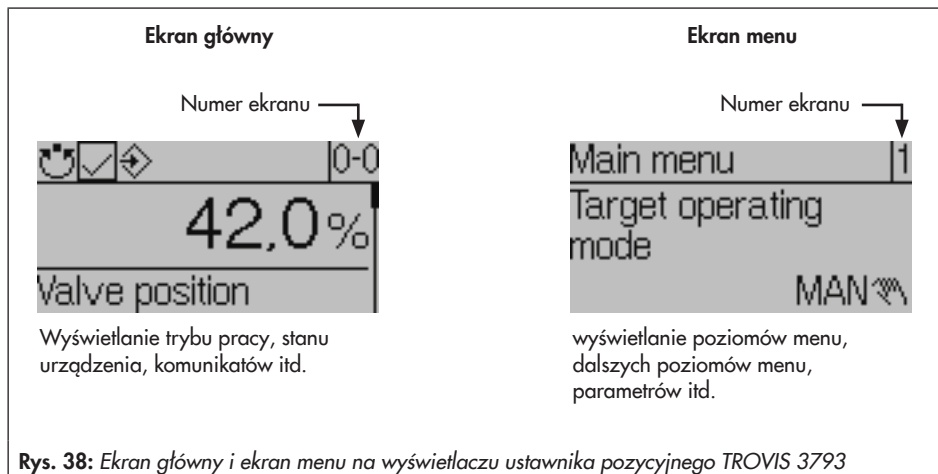 Ekran główny
Numer ekranu
0-0
42,0%
Valve position
Wyświetlanie trybu pracy, stanu
urządzenia, komunikatów itd.
Ekran menu
Numer ekranu
Main menu
1
Target operating
mode
MAN
wyświetlanie poziomów menu,
dalszych poziomów menu,
parametrów itd.
Rys. 38: Ekran główny i ekran menu na wyświetlaczu ustawnika pozycyjnego TROVIS 3793